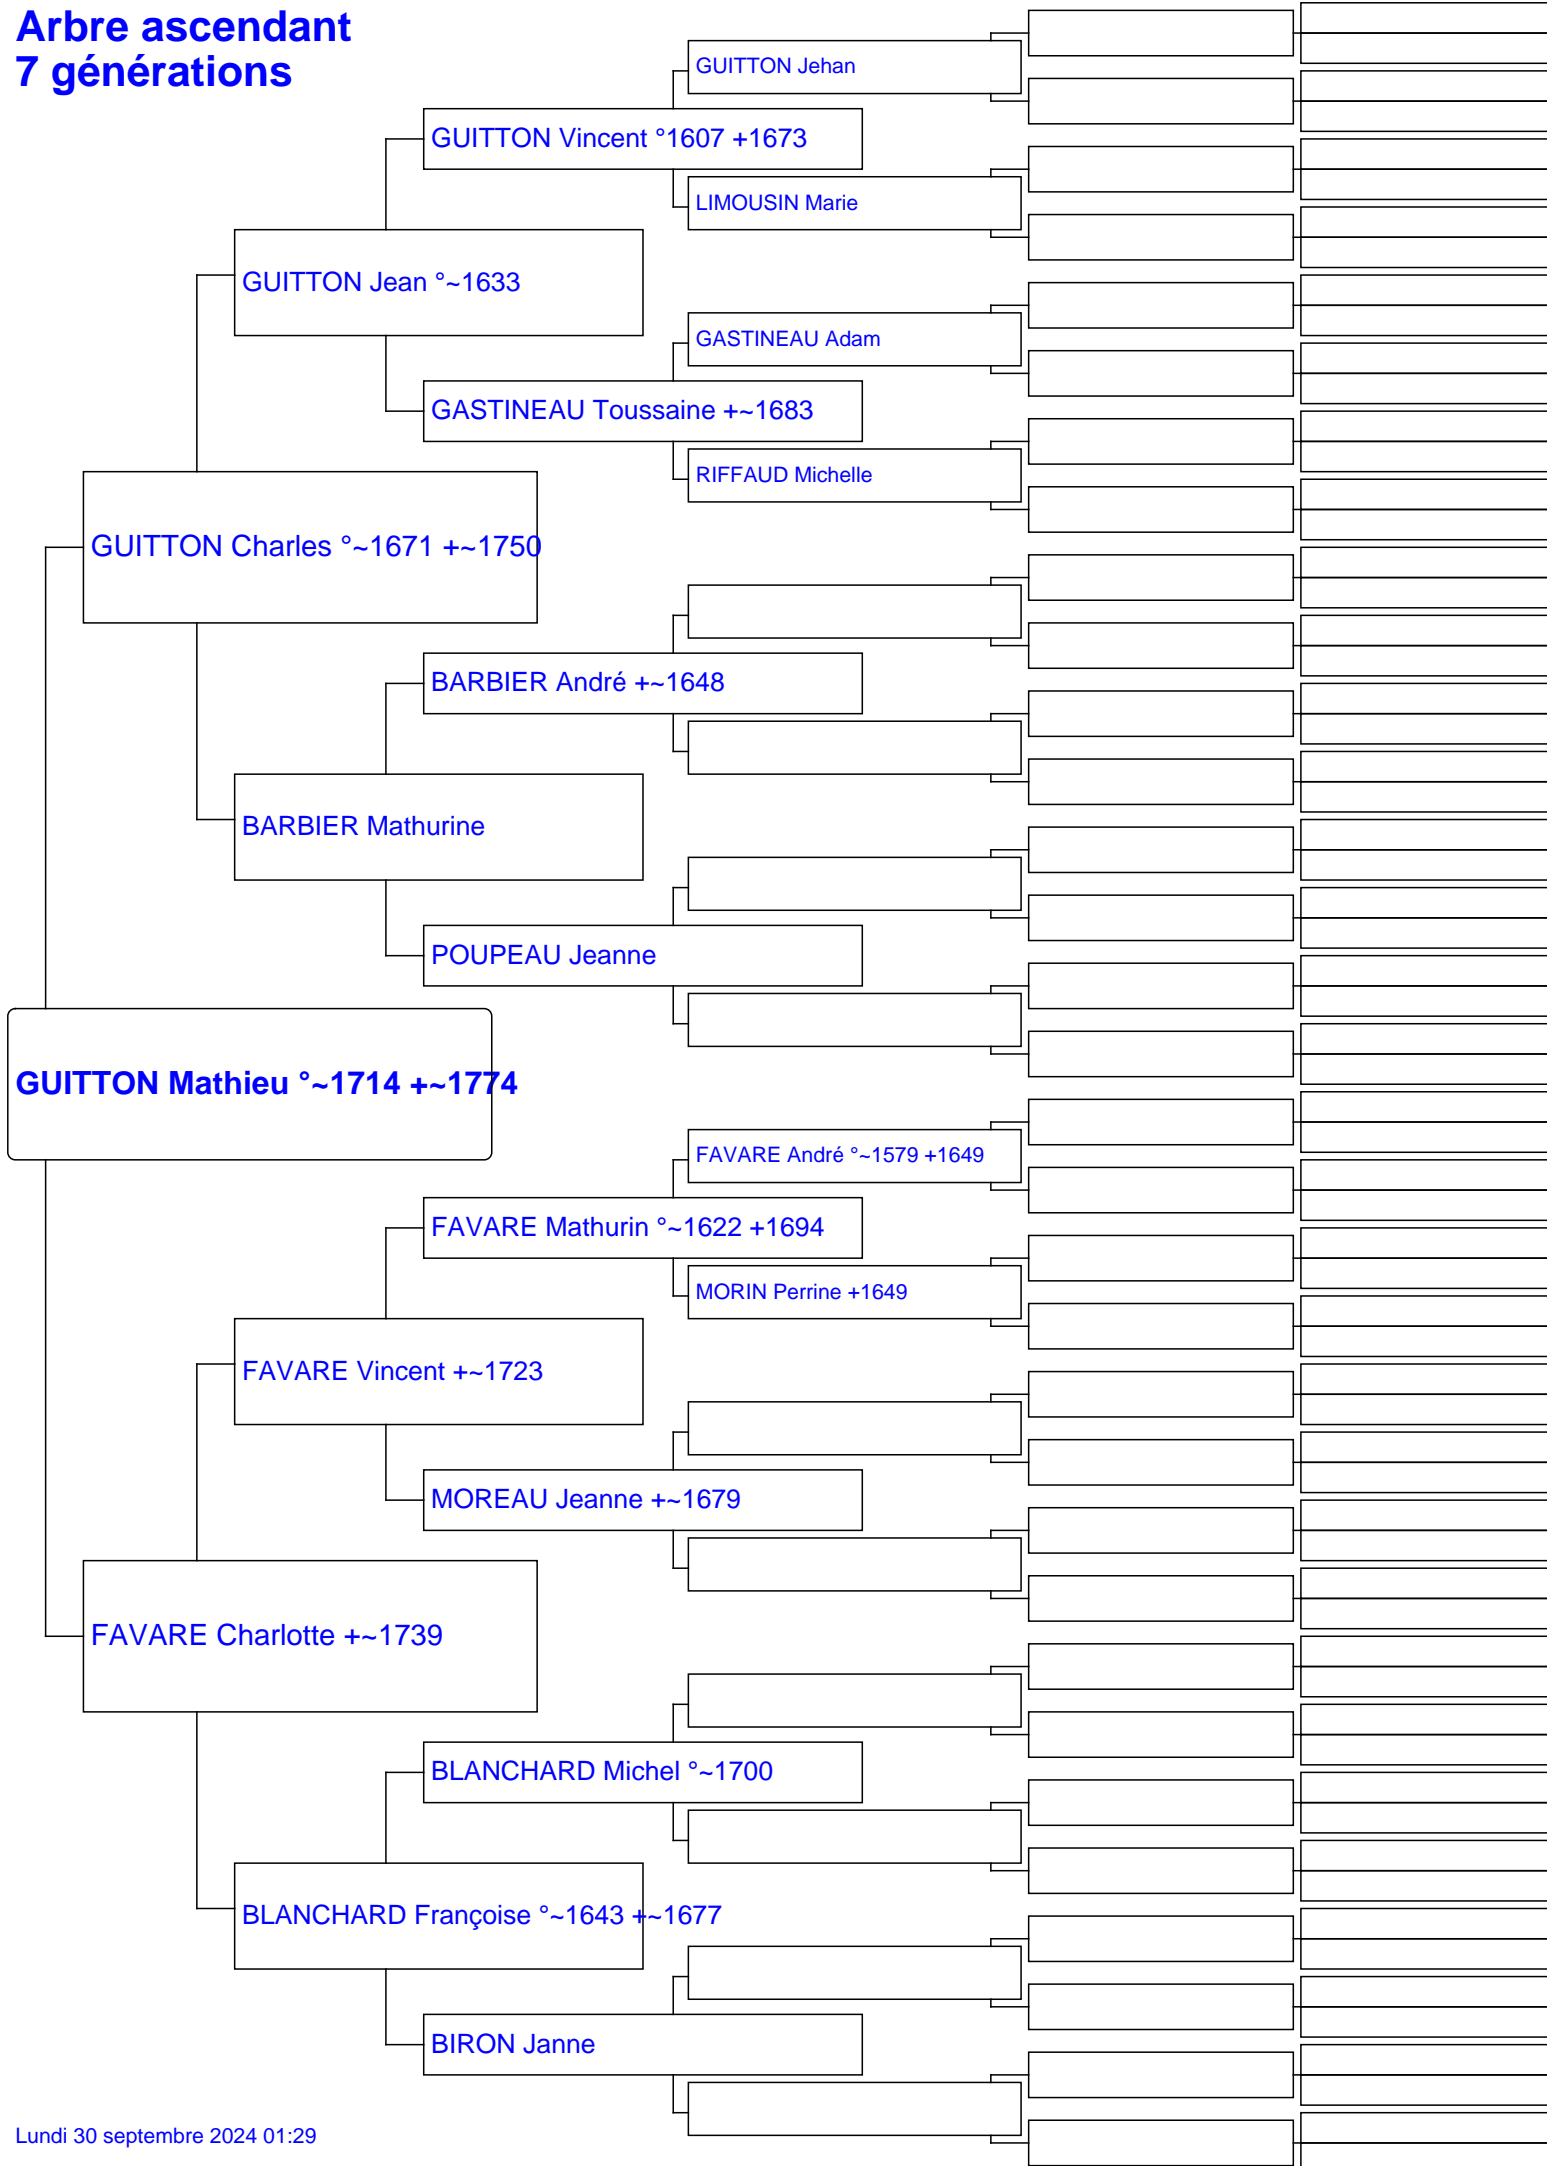 Arbre ascendant
7 générations
GUITTON Jehan
GUITTON Vincent °1607 +1673
LIMOUSIN Marie
GUITTON Jean °~1633
GASTINEAU Adam
GASTINEAU Toussaine +~1683
RIFFAUD Michelle
GUITTON Charles °~1671 +~1750
BARBIER André +~1648
BARBIER Mathurine
POUPEAU Jeanne
GUITTON Mathieu °~1714 +~1774
FAVARE André °~1579 +1649
FAVARE Mathurin °~1622 +1694
MORIN Perrine +1649
FAVARE Vincent +~1723
MOREAU Jeanne +~1679
FAVARE Charlotte +~1739
BLANCHARD Michel °~1700
BLANCHARD Françoise °~1643 +~1677
BIRON Janne
Lundi 30 septembre 2024 01:29